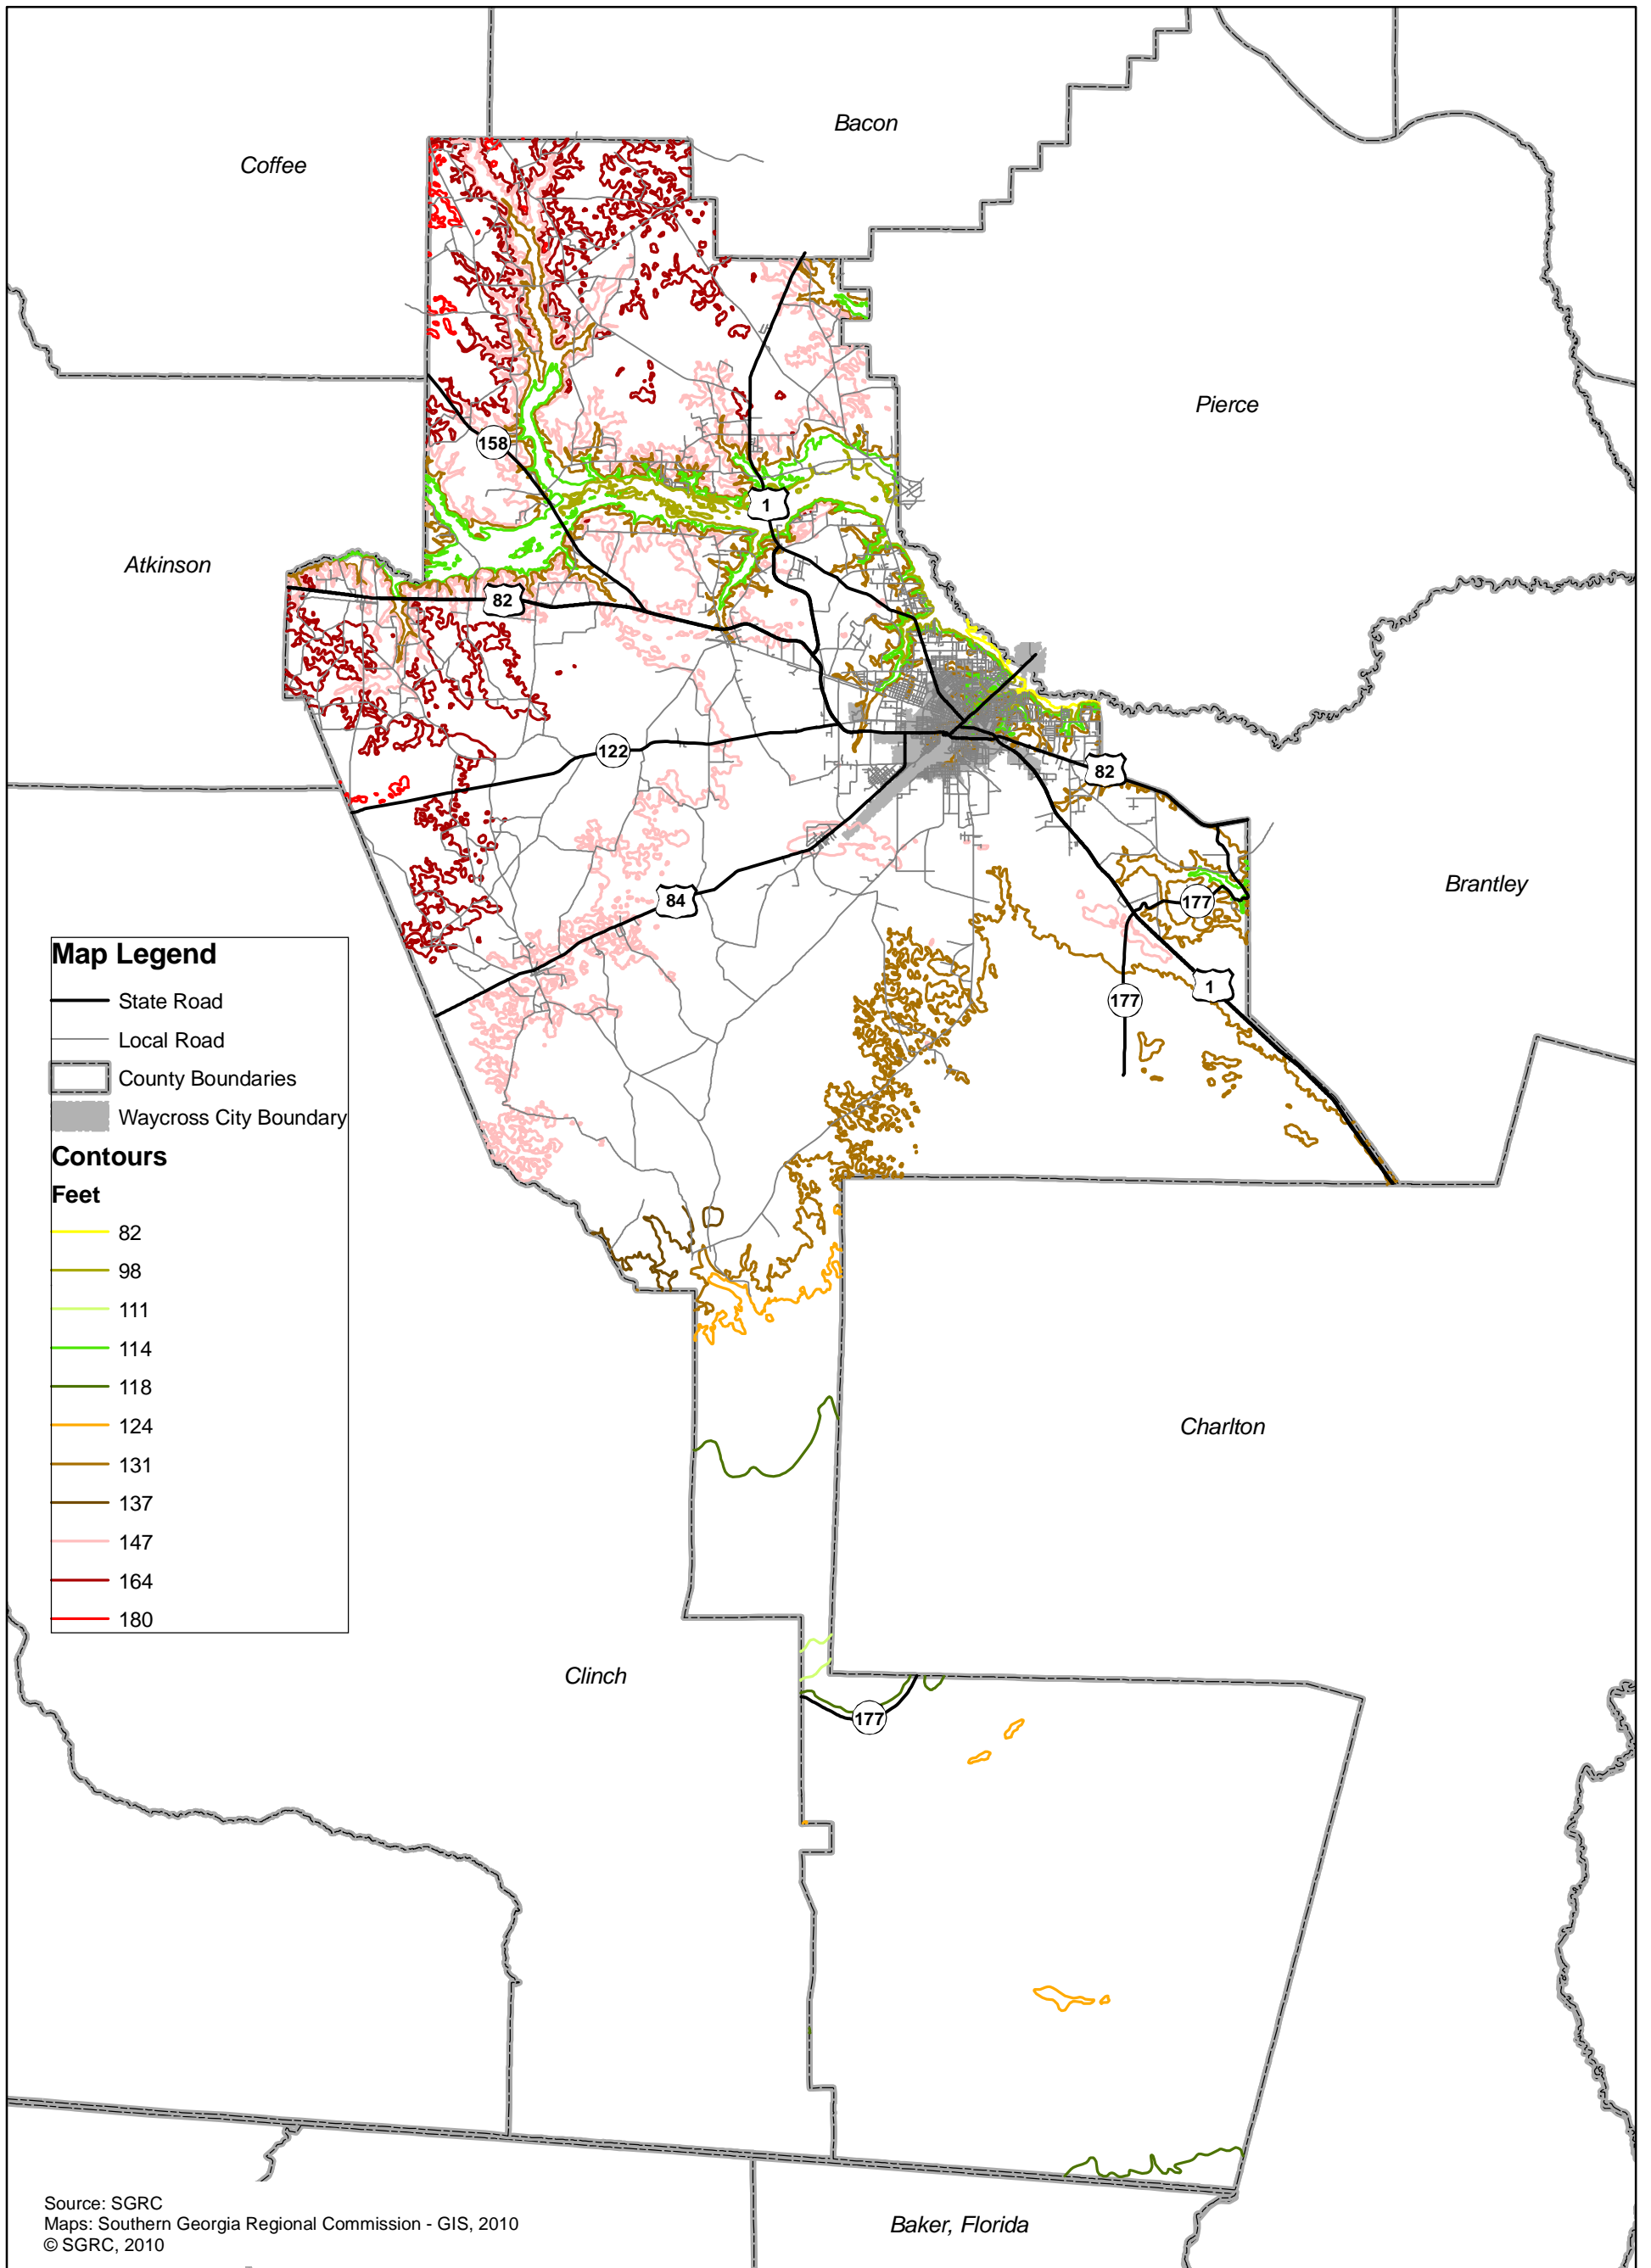 Bacon
Coffee
Pierce
158
1
Atkinson
82
122
82
84
Brantley
177
177
1
Map Legend
State Road
Local Road
County Boundaries
Waycross City Boundary
Contours
Feet
82
98
111
114
118
124
131
137
147
164
180
Charlton
Clinch
177
Source: SGRC
Maps: Southern Georgia Regional Commission - GIS, 2010
© SGRC, 2010
Baker, Florida